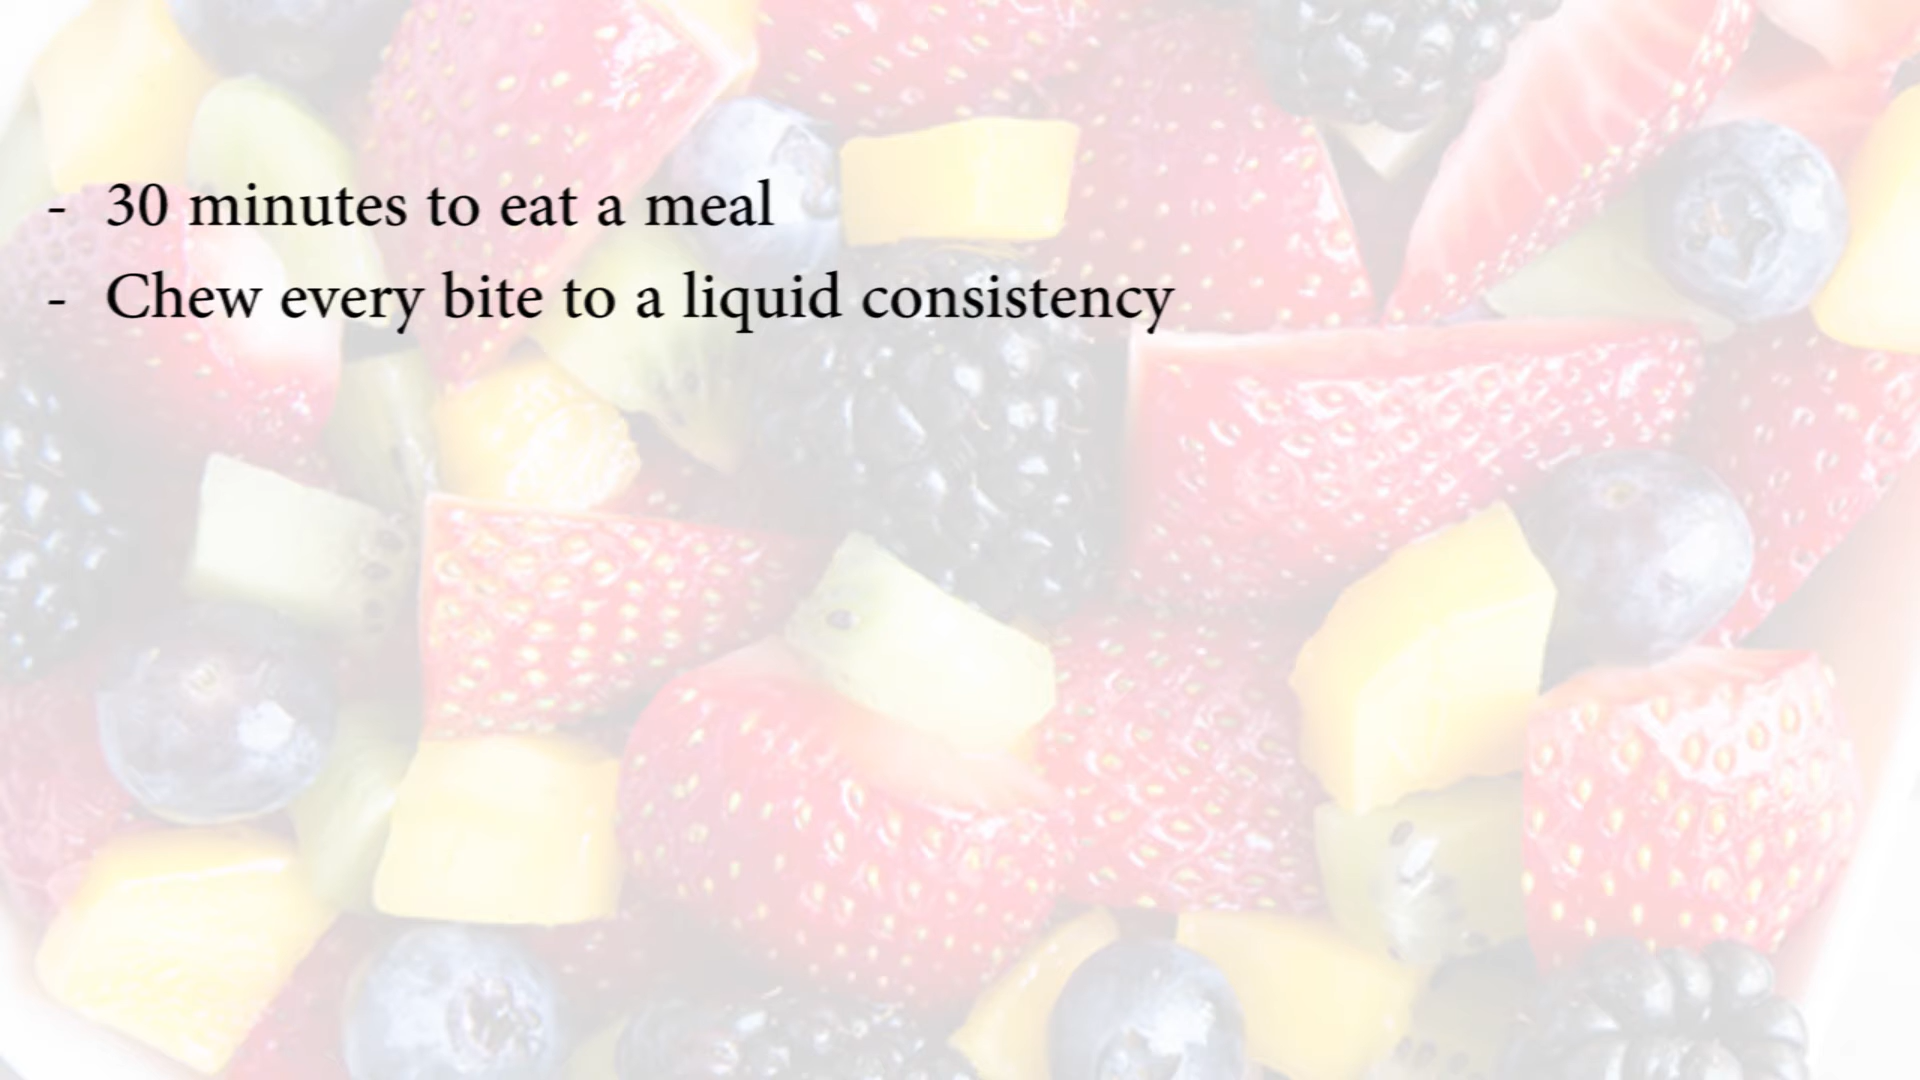 - 30 minutes to eat a meal
- Chew every bite to a liquid consistency